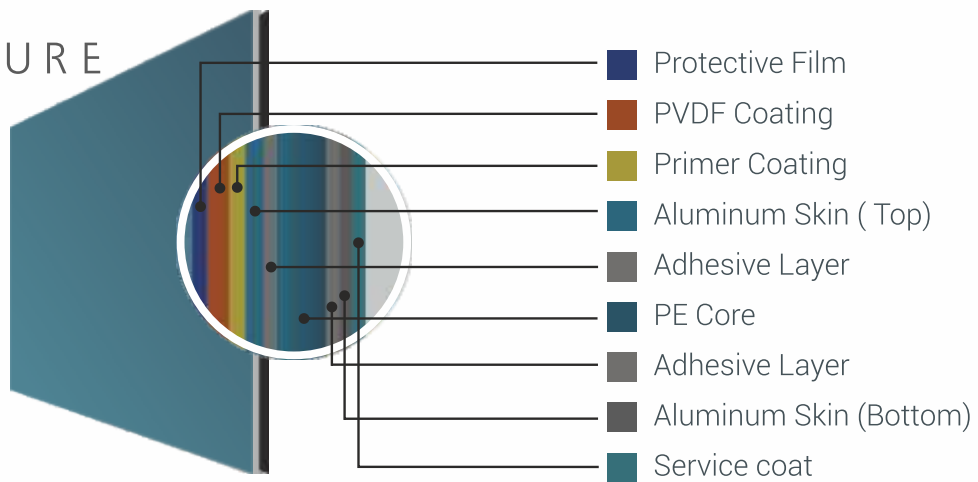 URE
Protective Film
PVDF Coating
Primer Coating
Aluminum Skin ( Top)
Adhesive Layer
PE Core
Adhesive Layer
Aluminum Skin (Bottom)
Service coat